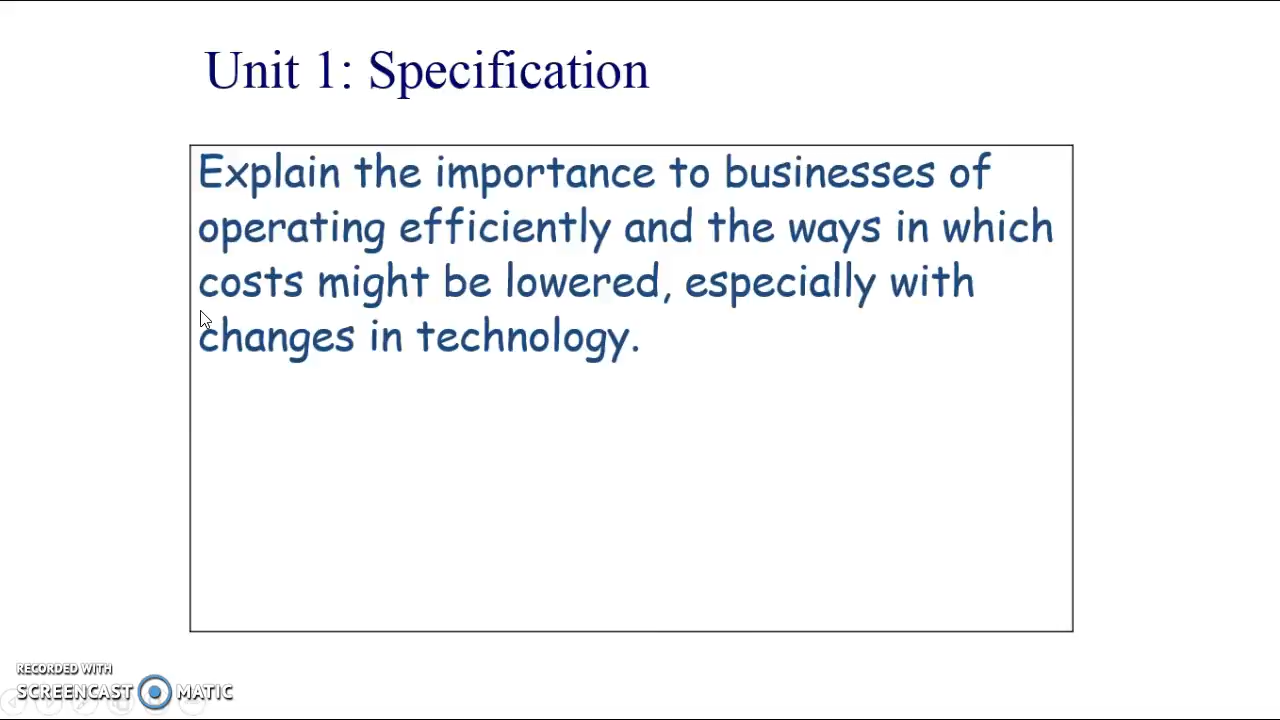 Unit 1: Specification
Explain the importance to businesses of
operating efficiently and the ways in which
costs might be lowered, especially with
changes in technology.
RECORDED WITH
SCREENCAST MATIC